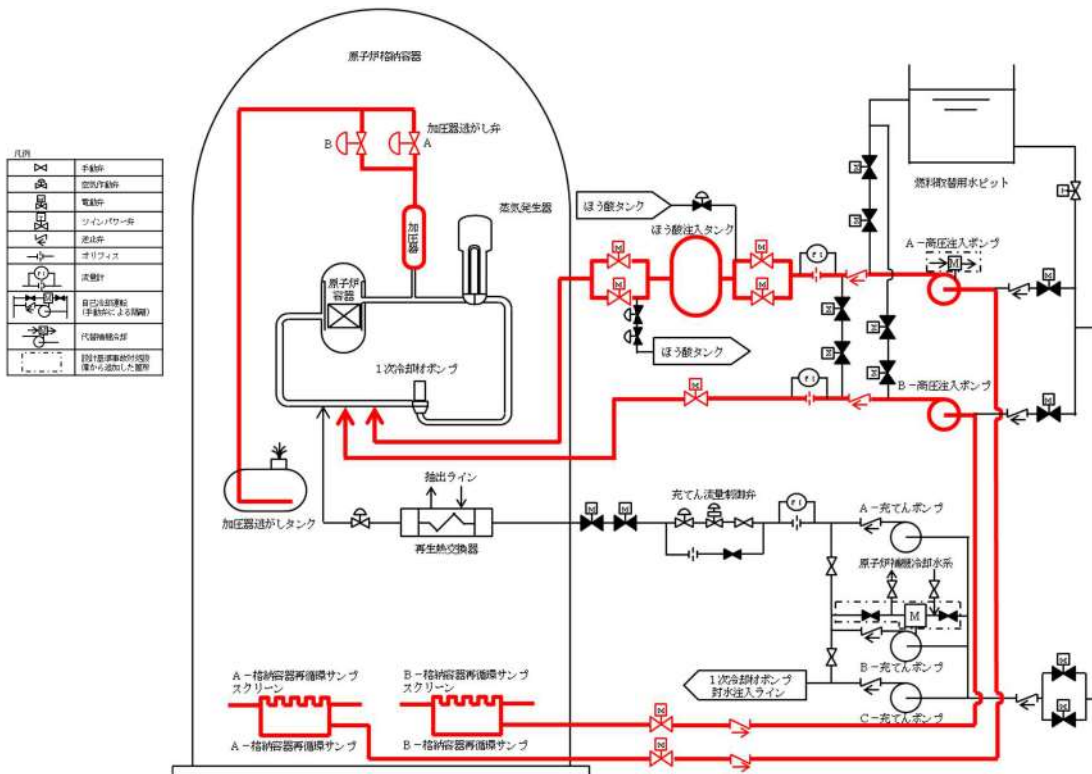 原子炉格納容器
加圧器逃がし弁
B
A
凡例
手動弁
空気作動弁
M
電動弁
ツインパワー弁
逆止弁
オリフィス
F I
流量計
M
自己冷却運転
(手動弁による隔離)
M
代替補機冷却
設計基準事故対処設
備から追加した箇所
燃料取替用水ピット
蒸気発生器
ほう酸タンク
加圧器
ほう酸注入タンク
A-高圧注入ポンプ
M
M
M
F I
M
M
M
M
M
M
M
M
原子炉
容器
ほう酸タンク
1次冷却材ポンプ
M
F I
B-高圧注入ポンプ
M
M
M
抽出ライン
充てん流量制御弁
F I
A-充てんポンプ
加圧器逃がしタンク
再生熱交換器
M
M
原子炉補機冷却水系
M
B-充てんポンプ
1次冷却材ポンプ
封水注入ライン
C-充てんポンプ
M
M
A-格納容器再循環サンプ
スクリーン
B-格納容器再循環サンプ
スクリーン
M
A-格納容器再循環サンプ
B-格納容器再循環サンプ
M